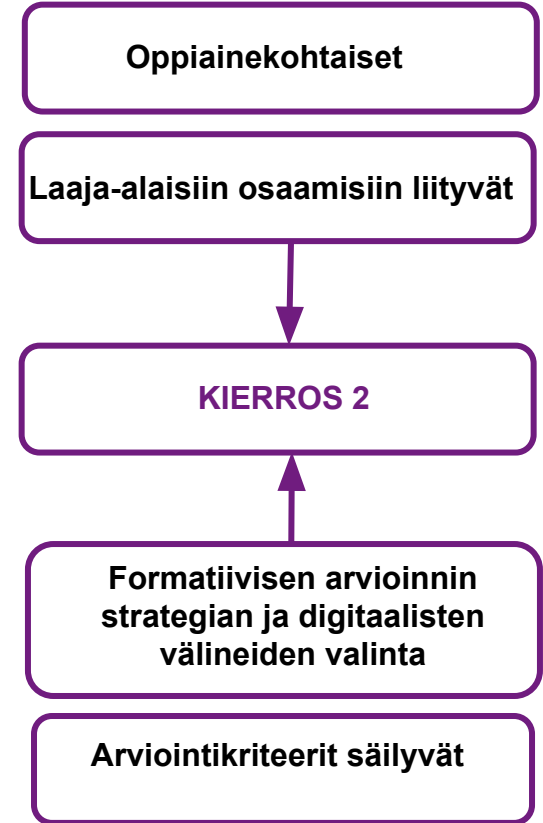 Oppiainekohtaiset
Laaja-alaisiin osaamisiin liityvät
KIERROS 2
Formatiivisen arvioinnin
strategian ja digitaalisten
välineiden valinta
Arviointikriteerit säilyvät